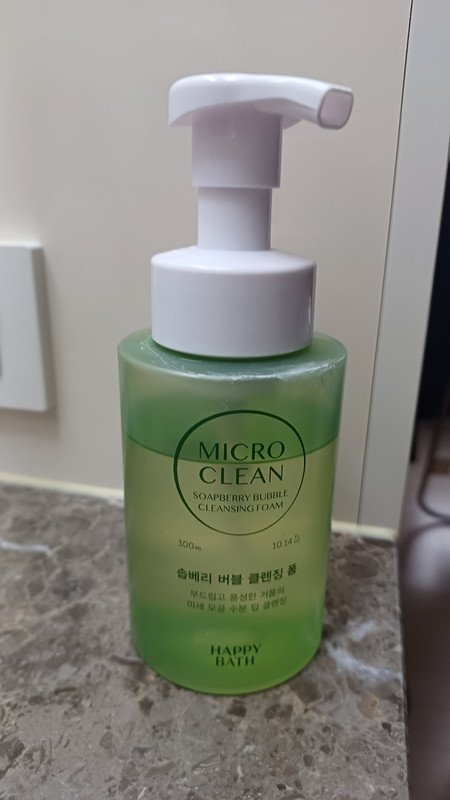 MICRO
CLEAN
SOAPBERRY BUBBLE
CLEANSING FOAM
300mL 10.14 fl. oz.
솝베리 버블 클렌징 폼
부드럽고 풍성한 거품의
미세 모공 수분 딥 클렌징
HAPPY
BATH